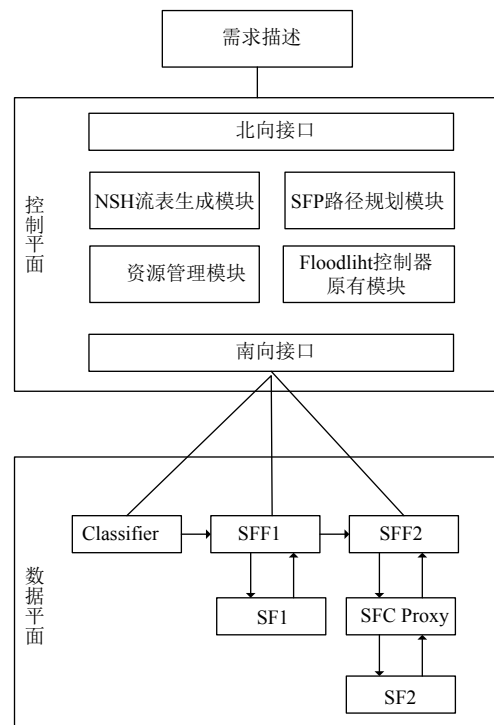 需求描述
北向接口
控制平面
NSH流表生成模块
SFP路径规划模块
资源管理模块
Floodliht控制器
原有模块
南向接口
数据平面
Classifier
SFF1
SFF2
SF1
SFC Proxy
SF2